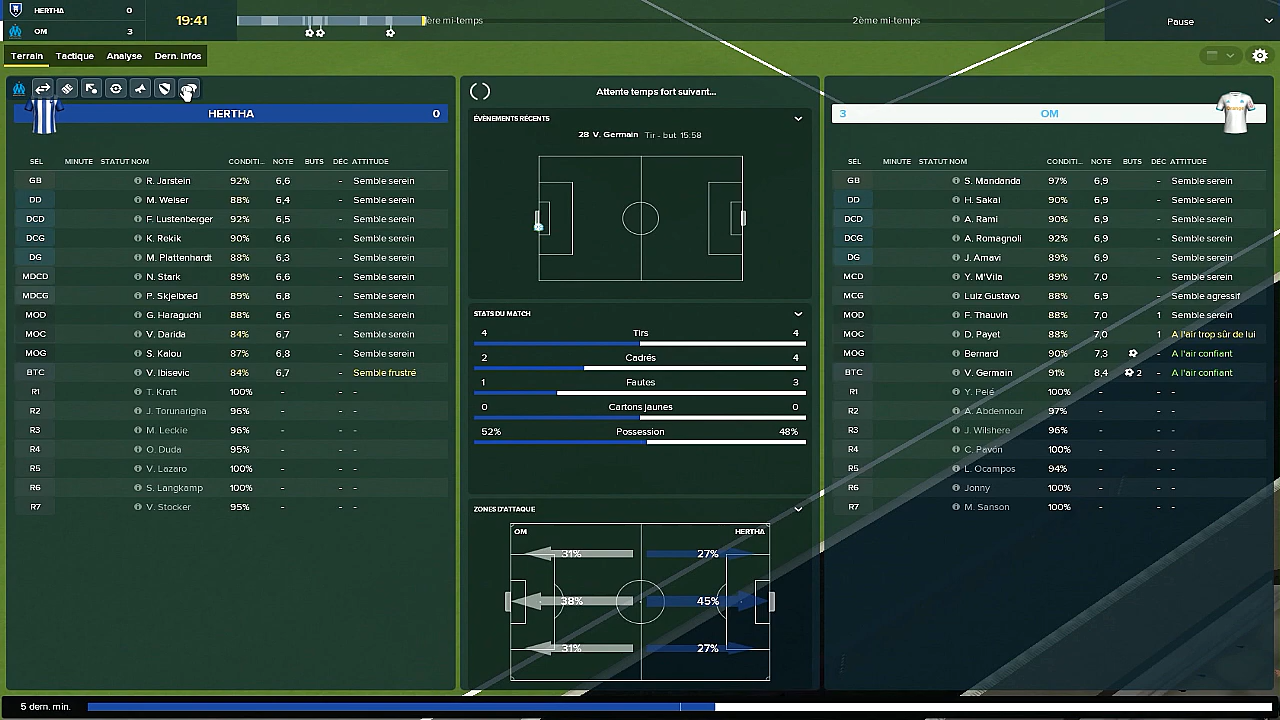 HERTHA 0
OM 3
19:41
ère mi-temps
2ème mi-temps
Pause
Terrain Tactique Analyse Dern. infos
HERTHA 0
SÉL MINUTE STATUT NOM CONDITI... NOTE BUTS DÉC ATTITUDE
GB R. Jarstein 92% 6,6 - Semble serein
DD M. Weiser 88% 6,4 - Semble serein
DCD F. Lustenberger 92% 6,5 - Semble serein
DCG K. Rekik 90% 6,6 - Semble serein
DG M. Plattenhardt 88% 6,3 - Semble serein
MDCD N. Stark 89% 6,6 - Semble serein
MDCG P. Skjelbred 89% 6,8 - Semble serein
MOD G. Haraguchi 88% 6,6 - Semble serein
MOC V. Darida 84% 6,7 - Semble serein
MOG S. Kalou 87% 6,8 - Semble serein
BTC V. Ibisevic 84% 6,7 - Semble frustré
R1 T. Kraft 100% - - -
R2 J. Torunarigha 96% - - -
R3 M. Leckie 96% - - -
R4 O. Duda 95% - - -
R5 V. Lazaro 100% - - -
R6 S. Langkamp 100% - - -
R7 V. Stocker 95% - - -
Attente temps fort suivant...
ÉVÉNEMENTS RÉCENTS
28 V. Germain Tir - but 15:58
STATS DU MATCH
4 Tirs 4
2 Cadrés 4
1 Fautes 3
0 Cartons jaunes 0
52% Possession 48%
ZONES D'ATTAQUE
OM HERTHA
31% 27%
38% 45%
31% 27%
3 OM
SÉL MINUTE STATUT NOM CONDITI... NOTE BUTS DÉC ATTITUDE
GB S. Mandanda 97% 6,9 - Semble serein
DD H. Sakai 90% 6,9 - Semble serein
DCD A. Rami 90% 6,9 - Semble serein
DCG A. Romagnoli 92% 6,9 - Semble serein
DG J. Amavi 89% 6,9 - Semble serein
MCD Y. M'Vila 89% 7,0 - Semble serein
MCG Luiz Gustavo 88% 6,9 - Semble agressif
MOD F. Thauvin 88% 7,0 1 Semble serein
MOC D. Payet 88% 7,0 1 A l'air trop sûr de lui
MOG Bernard 90% 7,3 - A l'air confiant
BTC V. Germain 91% 8,4 2 - A l'air confiant
R1 Y. Pelé 100% - - -
R2 A. Abdennour 97% - - -
R3 J. Wilshere 96% - - -
R4 C. Pavón 100% - - -
R5 L. Ocampos 94% - - -
R6 Jonny 100% - - -
R7 M. Sanson 100% - - -
5 dern. min.